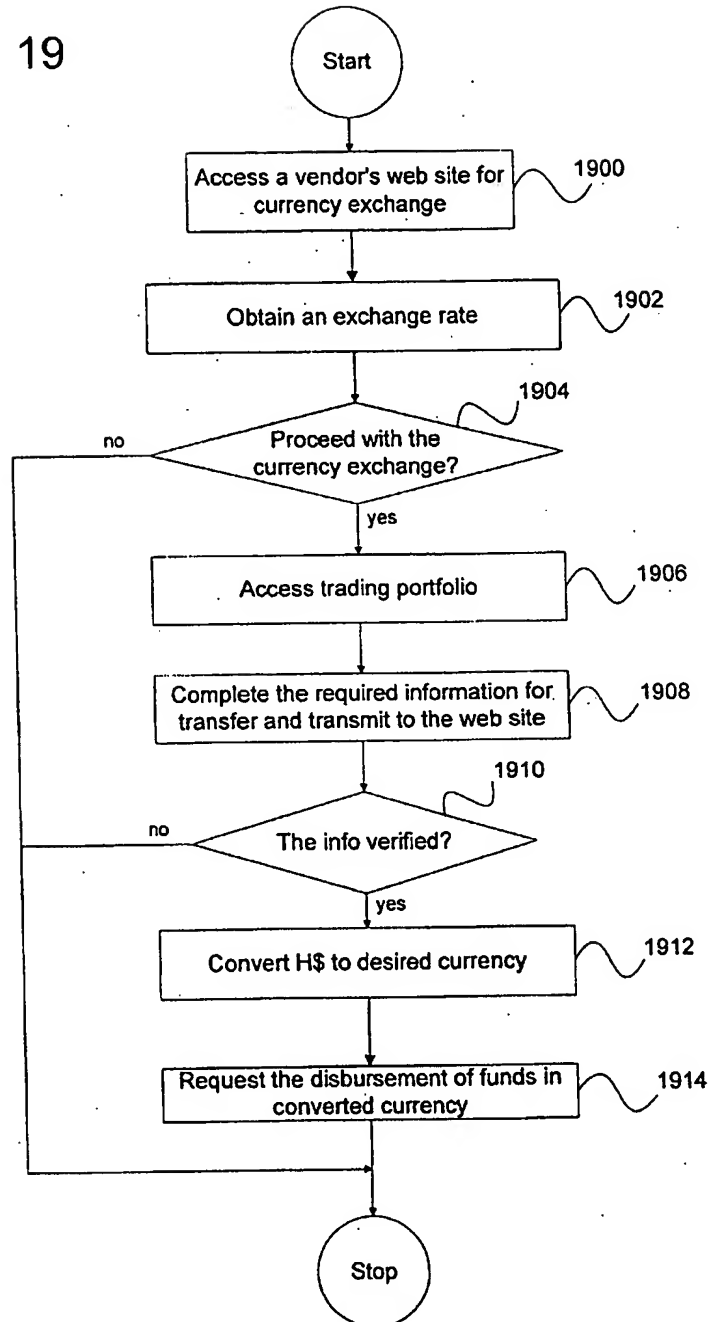 19
Start
Access a vendor's web site for
currency exchange
1900
Obtain an exchange rate
1902
1904
Proceed with the
currency exchange?
no
yes
Access trading portfolio
1906
Complete the required information for
transfer and transmit to the web site
1908
1910
The info verified?
no
yes
Convert H$ to desired currency
1912
Request the disbursement of funds in
converted currency
1914
Stop